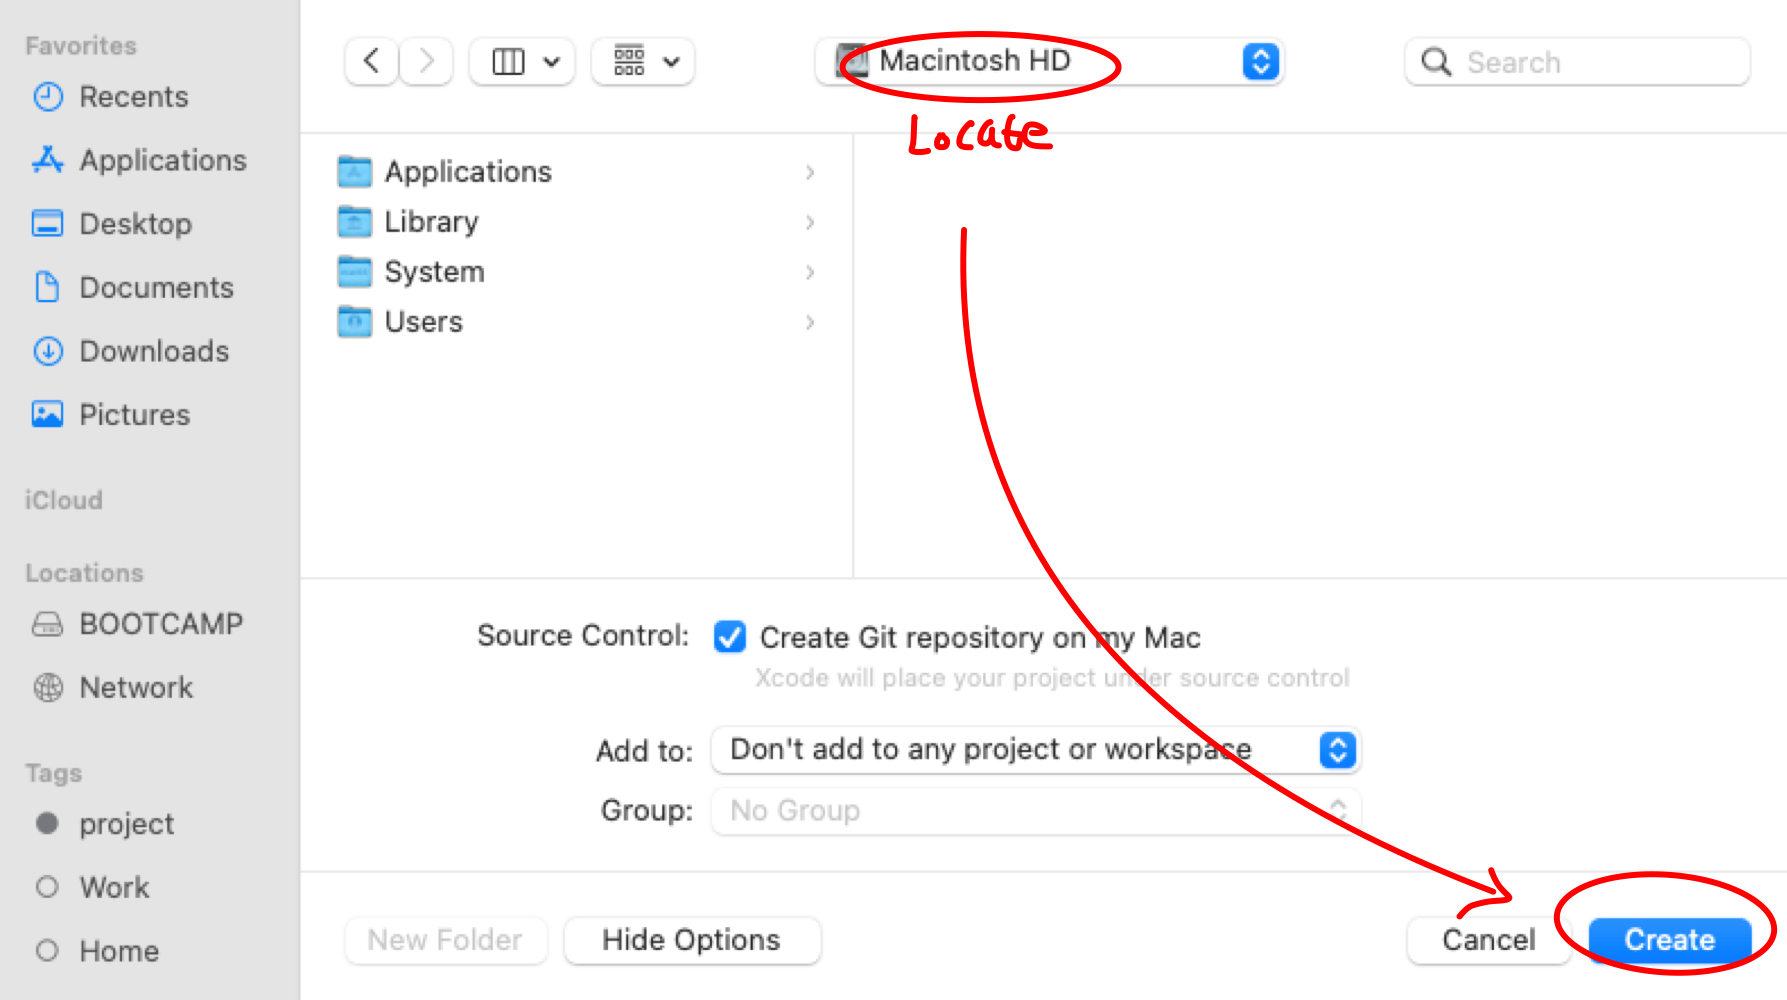 Favorites
Recents
Applications
Desktop
Documents
Downloads
Pictures
iCloud
Locations
BOOTCAMP
Network
Tags
project
Work
Home
Macintosh HD
Search
Locate
Applications
Library
System
Users
Source Control: Create Git repository on my Mac
Xcode will place your project under source control
Add to: Don't add to any project or workspace
Group: No Group
New Folder Hide Options Cancel Create